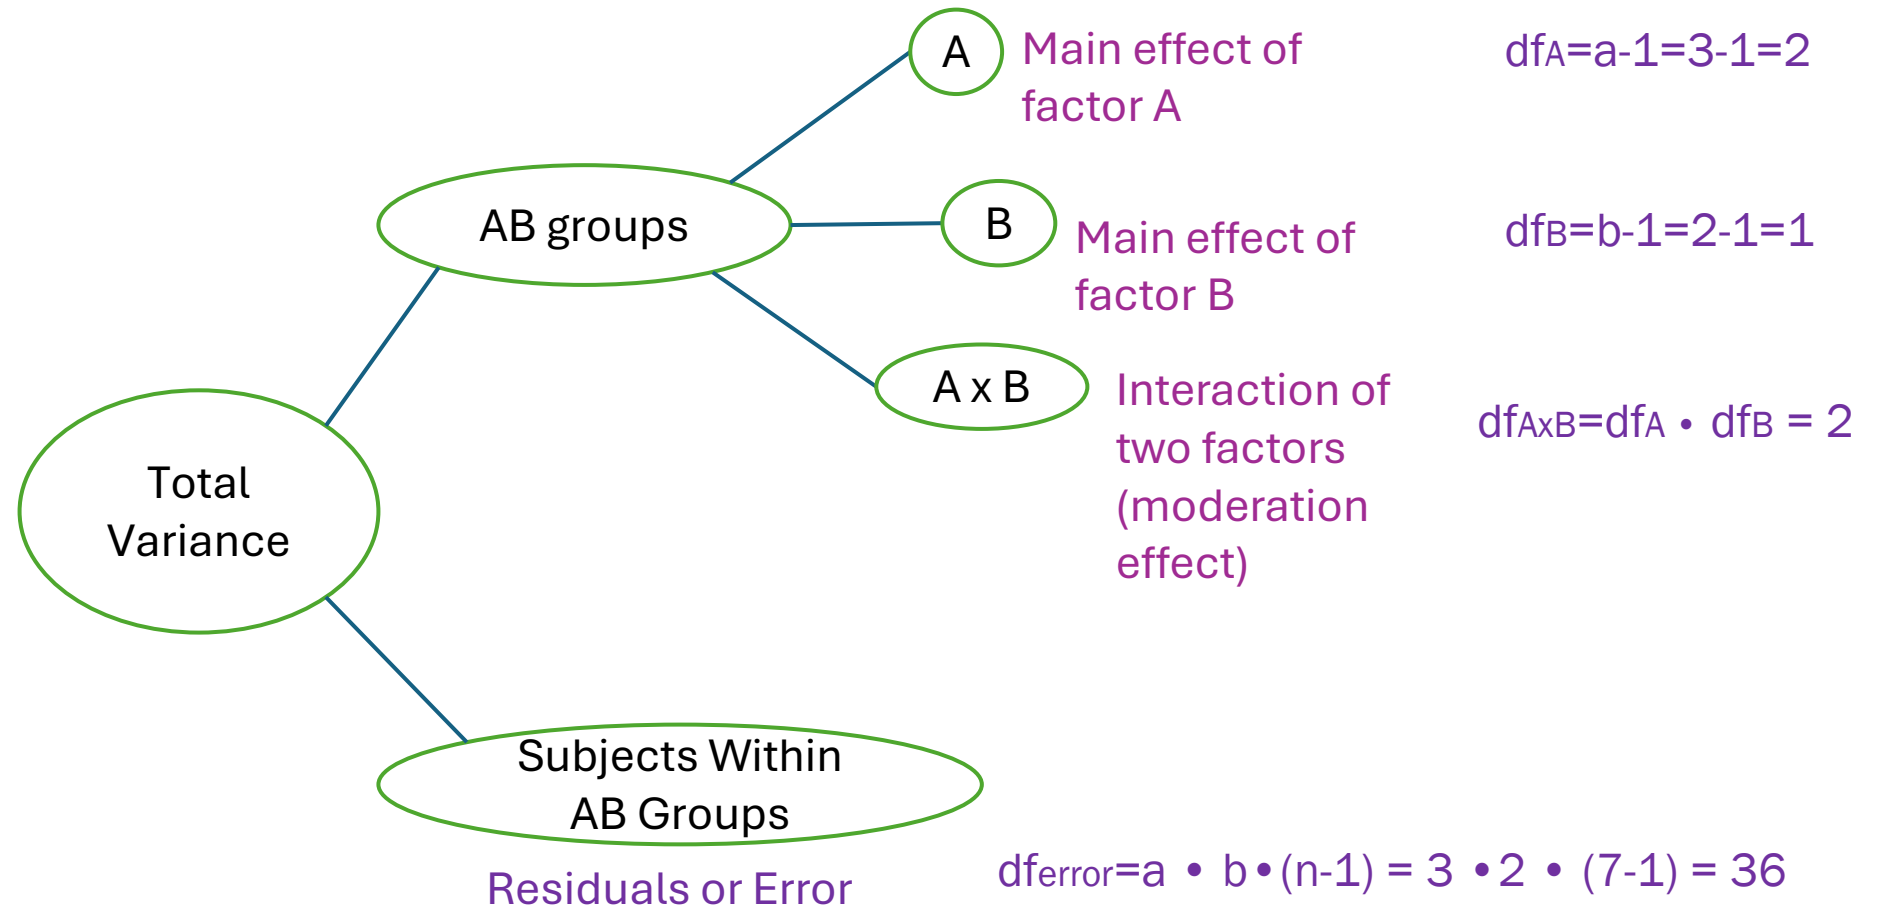 A
Main effect of
factor A
dfA=a-1=3-1=2
AB groups
B
Main effect of
factor B
dfB=b-1=2-1=1
A x B
Interaction of
two factors
(moderation
effect)
dfAxB=dfA • dfB = 2
Total
Variance
Subjects Within
AB Groups
Residuals or Error
dferror=a • b•(n-1) = 3 •2 • (7-1) = 36